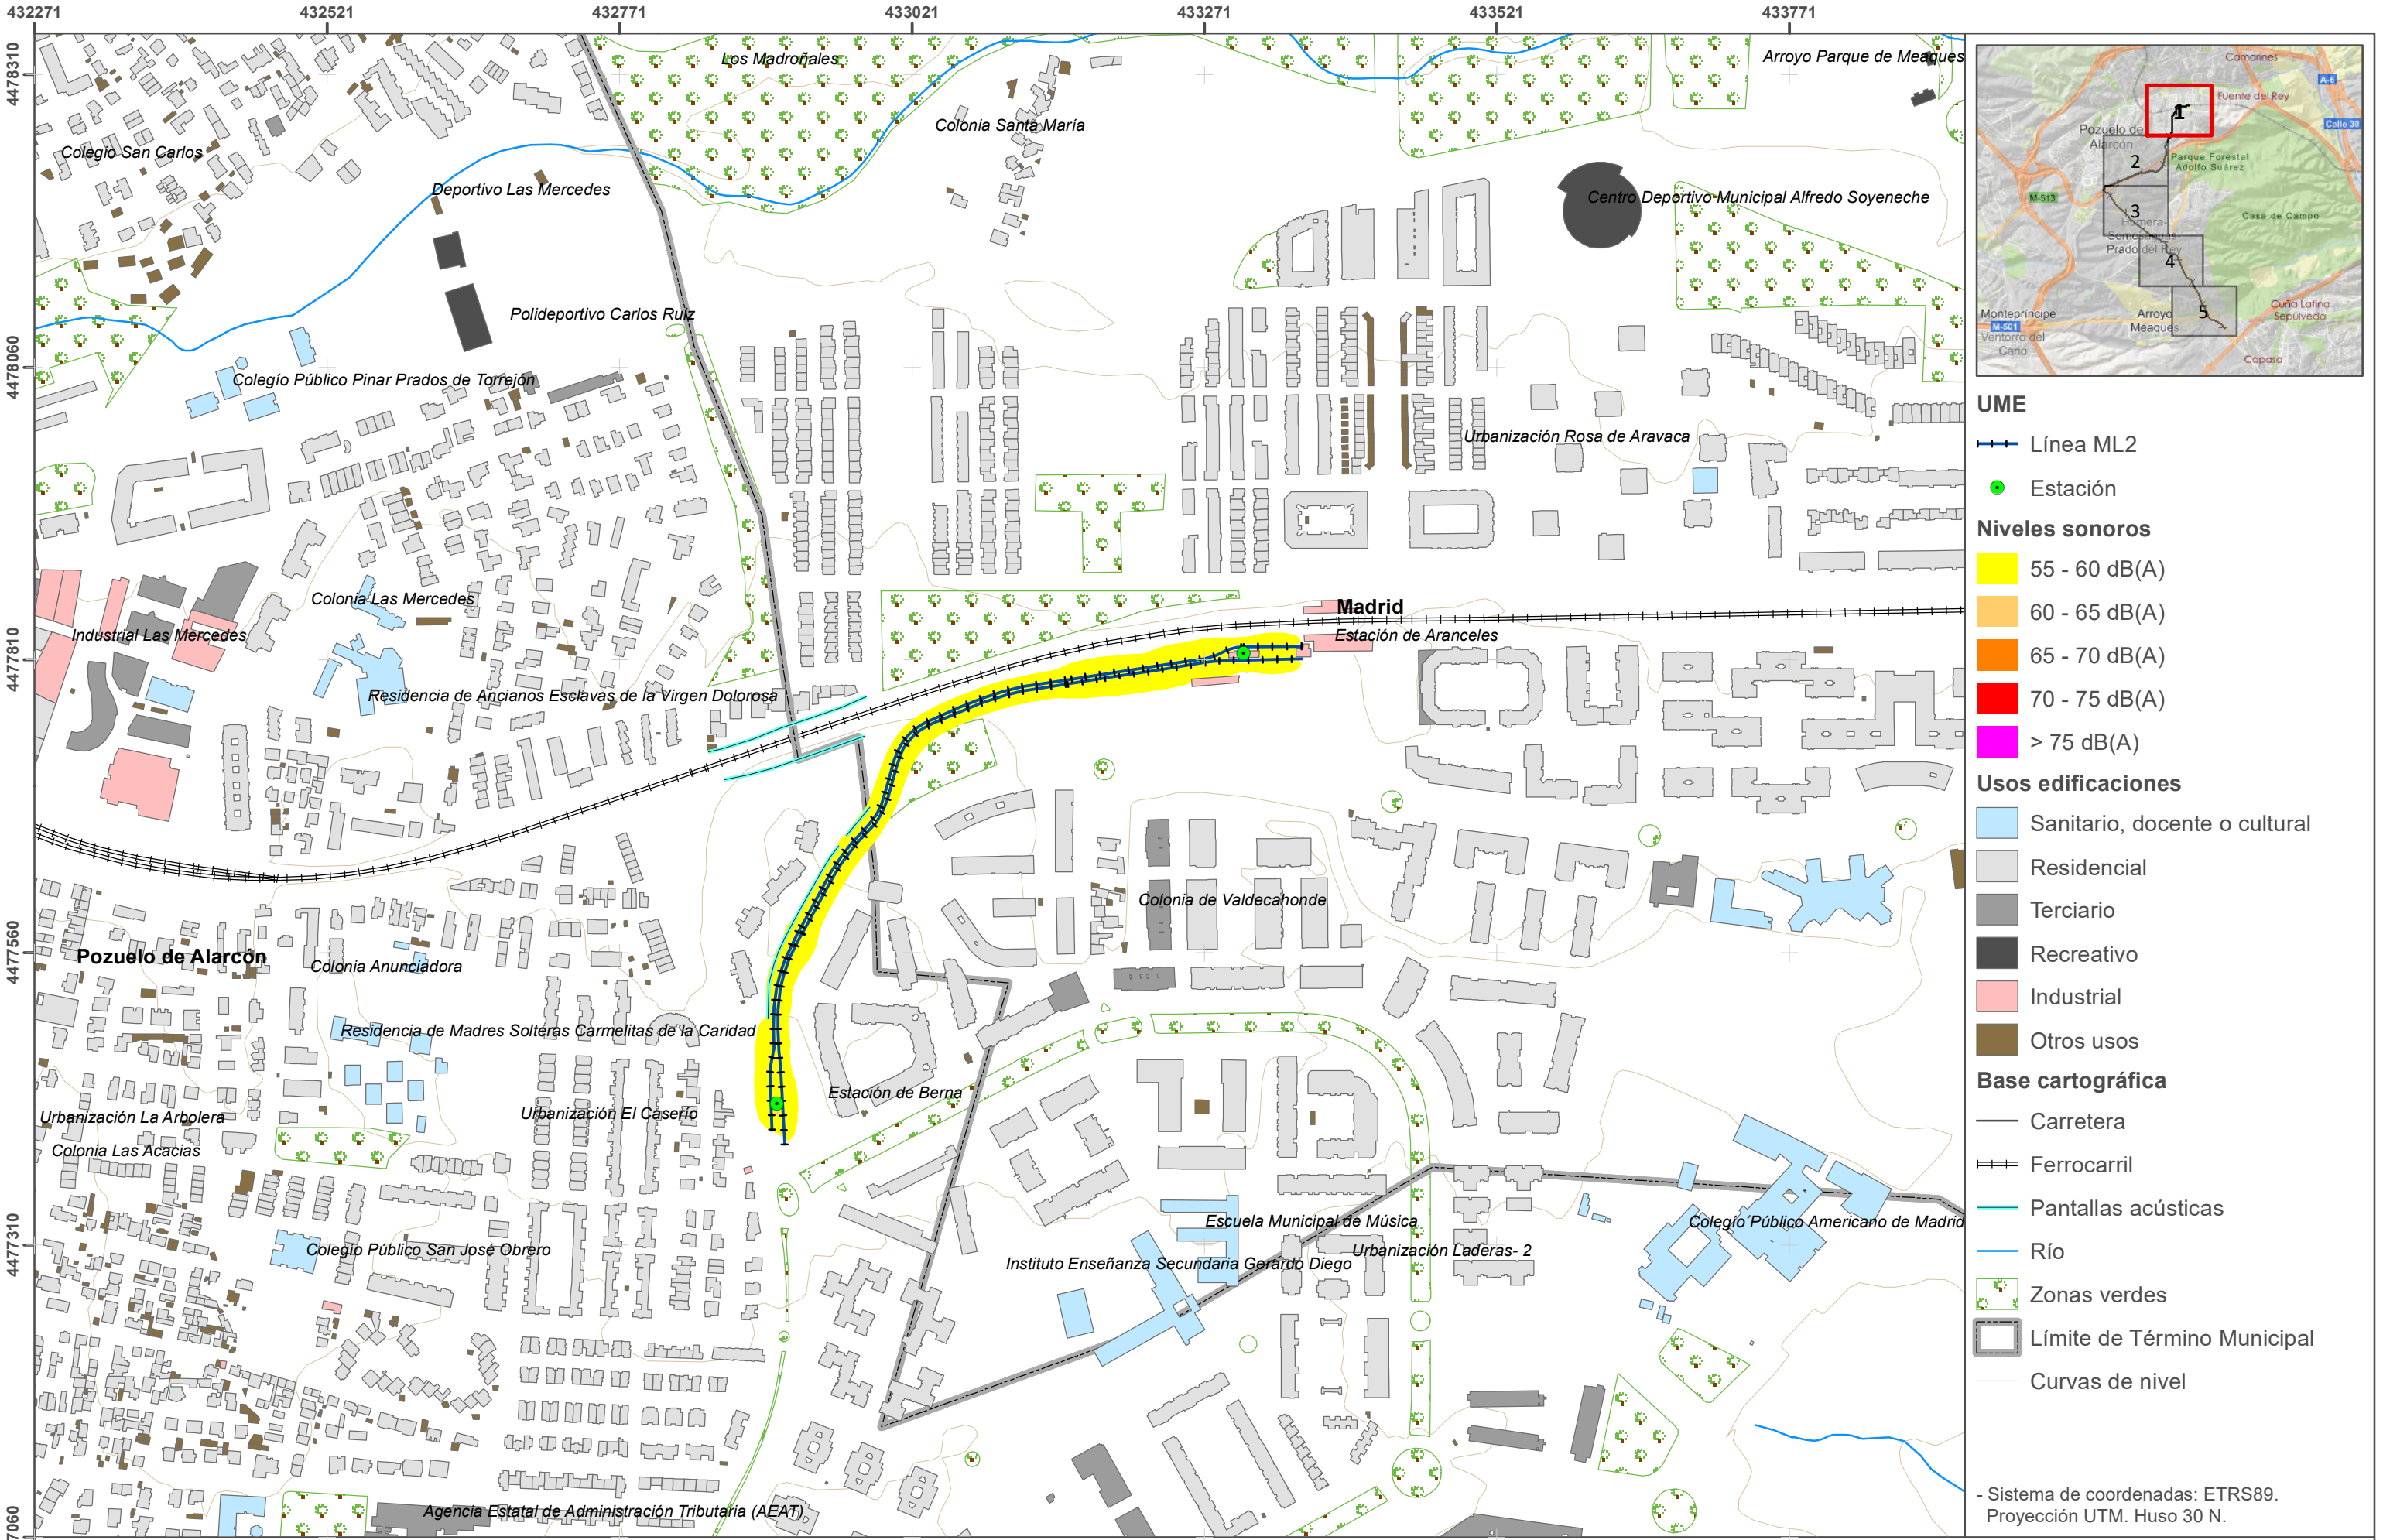 432271
432521
432771
433021
433271
433521
433771
4478310
4478060
4477810
4477560
4477310
7060
Los Madroñales
Arroyo Parque de Meaques
Colonia Santa María
Colegio San Carlos
Deportivo Las Mercedes
Centro Deportivo Municipal Alfredo Soyeneche
Polideportivo Carlos Ruiz
Colegío Público Pinar Prados de Torrejón
Urbanización Rosa de Aravaca
Colonia Las Mercedes
Madrid
Industrial Las Mercedes
Estación de Aranceles
Residencia de Ancianos Esclavas de la Virgen Dolorosa
Colonia de Valdecahonde
Pozuelo de Alarcón
Colonia Anunciadora
Residencia de Madres Solteras Carmelitas de la Caridad
Estación de Berna
Urbanización La Arbolera
Urbanización El Caserío
Colonia Las Acacias
Escuela Municipal de Música
Colegío Público Americano de Madrid
Colegío Público San José Obrero
Urbanización Laderas- 2
Instituto Enseñanza Secundaria Gerardo Diego
Agencia Estatal de Administración Tributaria (AEAT)
Camarines
A-6
Fuente del Rey
1
Calle 30
Pozuelo de
Alarcón
2
Parque Forestal
Adolfo Suárez
M-513
3
Casa de Campo
Húmera-
Somosaguas-
Prado del Rey
4
Cuña Latina
Sepúlveda
5
Montepríncipe
Arroyo
Meaques
M-501
Ventorro del
Cano
Copasa
UME
Línea ML2
Estación
Niveles sonoros
55 - 60 dB(A)
60 - 65 dB(A)
65 - 70 dB(A)
70 - 75 dB(A)
> 75 dB(A)
Usos edificaciones
Sanitario, docente o cultural
Residencial
Terciario
Recreativo
Industrial
Otros usos
Base cartográfica
Carretera
Ferrocarril
Pantallas acústicas
Río
Zonas verdes
Límite de Término Municipal
Curvas de nivel
- Sistema de coordenadas: ETRS89.
Proyección UTM. Huso 30 N.